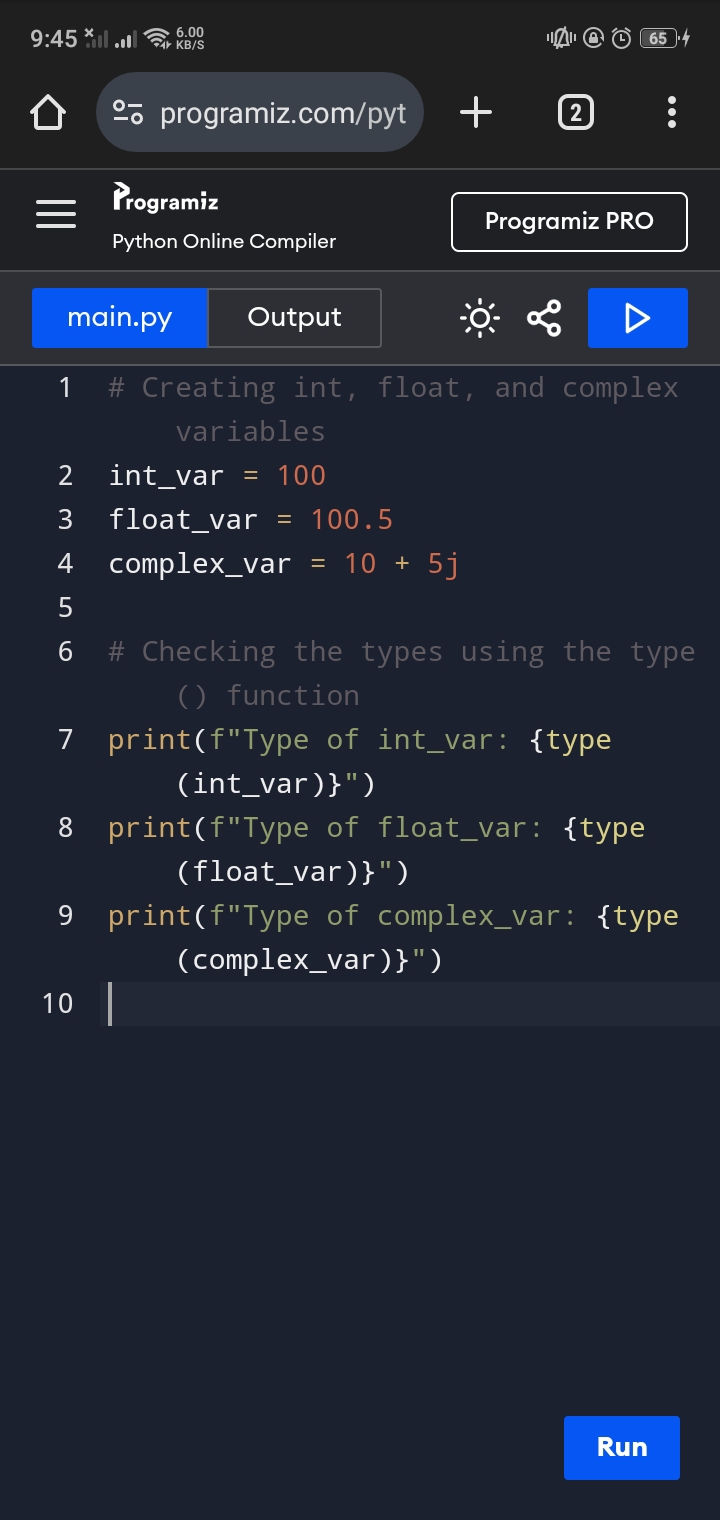 9:45 6.00 KB/S 65
programiz.com/pyt 2
Programiz
Python Online Compiler
Programiz PRO
main.py Output
1 # Creating int, float, and complex
variables
2 int_var = 100
3 float_var = 100.5
4 complex_var = 10 + 5j
5
6 # Checking the types using the type
() function
7 print(f"Type of int_var: {type
(int_var)}")
8 print(f"Type of float_var: {type
(float_var)}")
9 print(f"Type of complex_var: {type
(complex_var)}")
10
Run